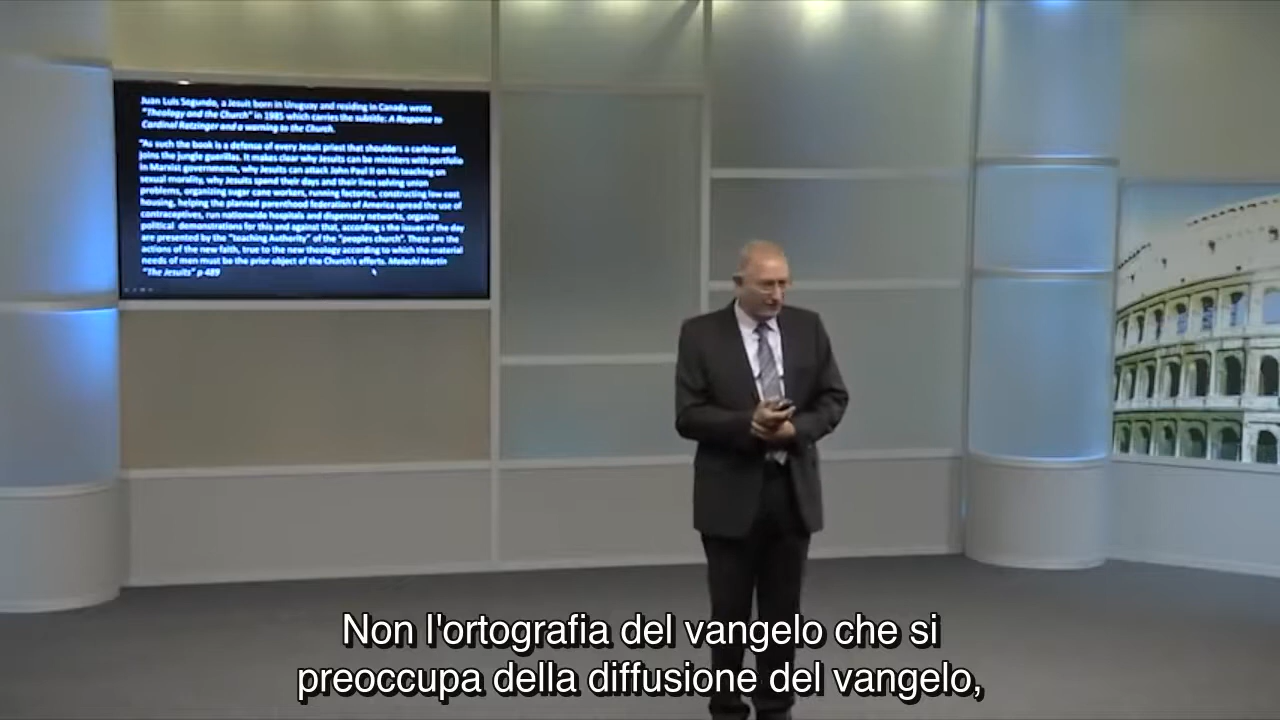 Juan Luis Segundo, a Jesuit born in Uruguay and residing in Canada wrote
"Theology and the Church" in 1985 which carries the subtitle: A Response to
Cardinal Ratzinger and a warning to the Church.
"As such the book is a defense of every Jesuit priest that shoulders a carbine and
joins the jungle guerillas. It makes clear why Jesuits can be ministers with portfolio
in Marxist governments, why Jesuits can attack John Paul II on his teaching on
sexual morality, why Jesuits spend their days and their lives solving union
problems, organizing sugar cane workers, running factories, constructing low cost
housing, helping the planned parenthood federation of America spread the use of
contraceptives, run nationwide hospitals and dispensary networks, organize
political demonstrations for this and against that, according s the issues of the day
are presented by the "teaching Authority" of the "peoples church". These are the
actions of the new faith, true to the new theology according to which the material
needs of men must be the prior object of the Church's efforts. Malachi Martin
"The Jesuits" p 489
Non l'ortografia del vangelo che si
preoccupa della diffusione del vangelo,